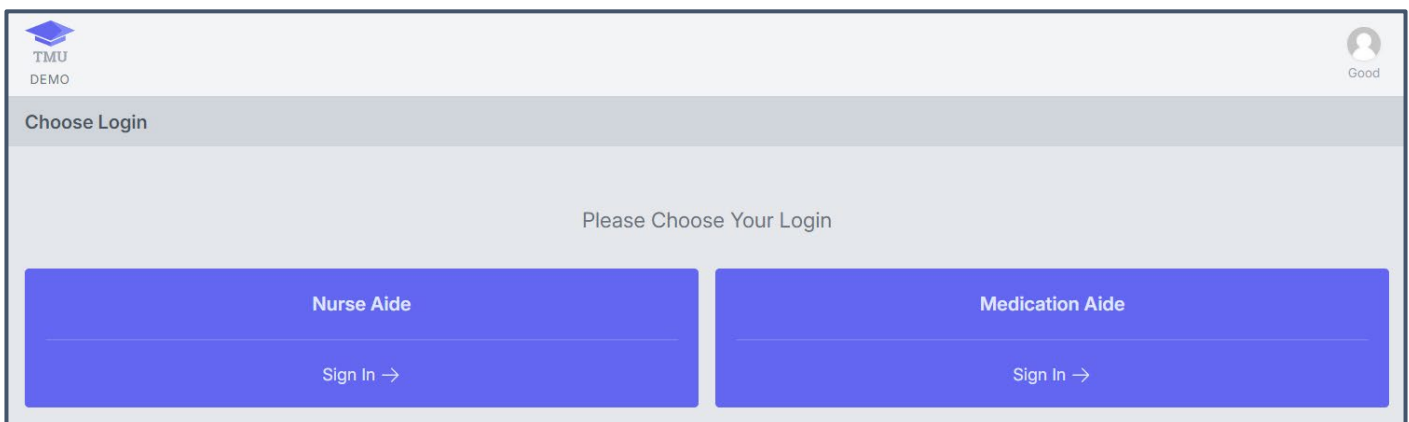 TMU
DEMO
Good
Choose Login
Please Choose Your Login
Nurse Aide
Sign In →
Medication Aide
Sign In →